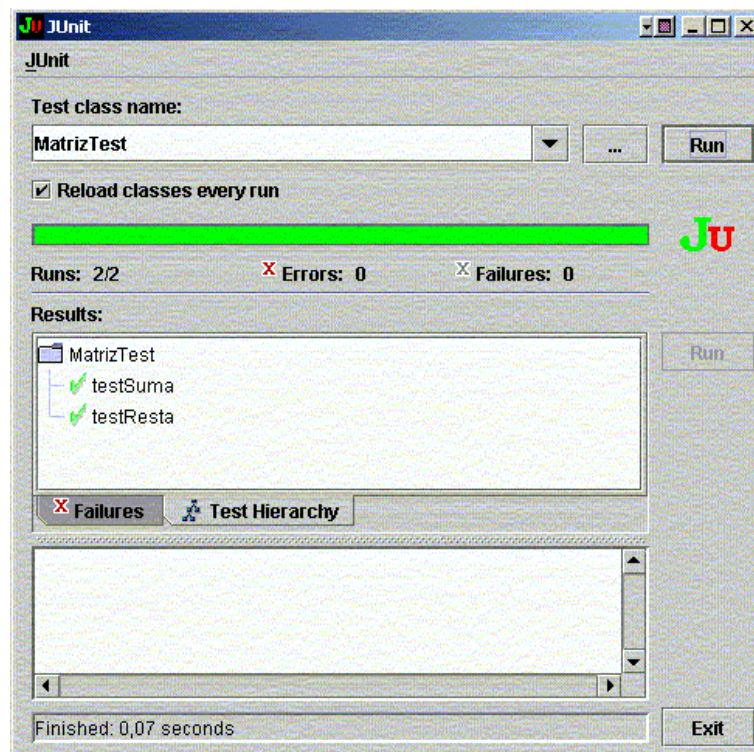 JU JUnit
JUnit
Test class name:
MatrizTest ... Run
Reload classes every run
JU
Runs: 2/2 X Errors: 0 X Failures: 0
Results:
MatrizTest Run
testSuma
testResta
X Failures Test Hierarchy
Finished: 0,07 seconds Exit